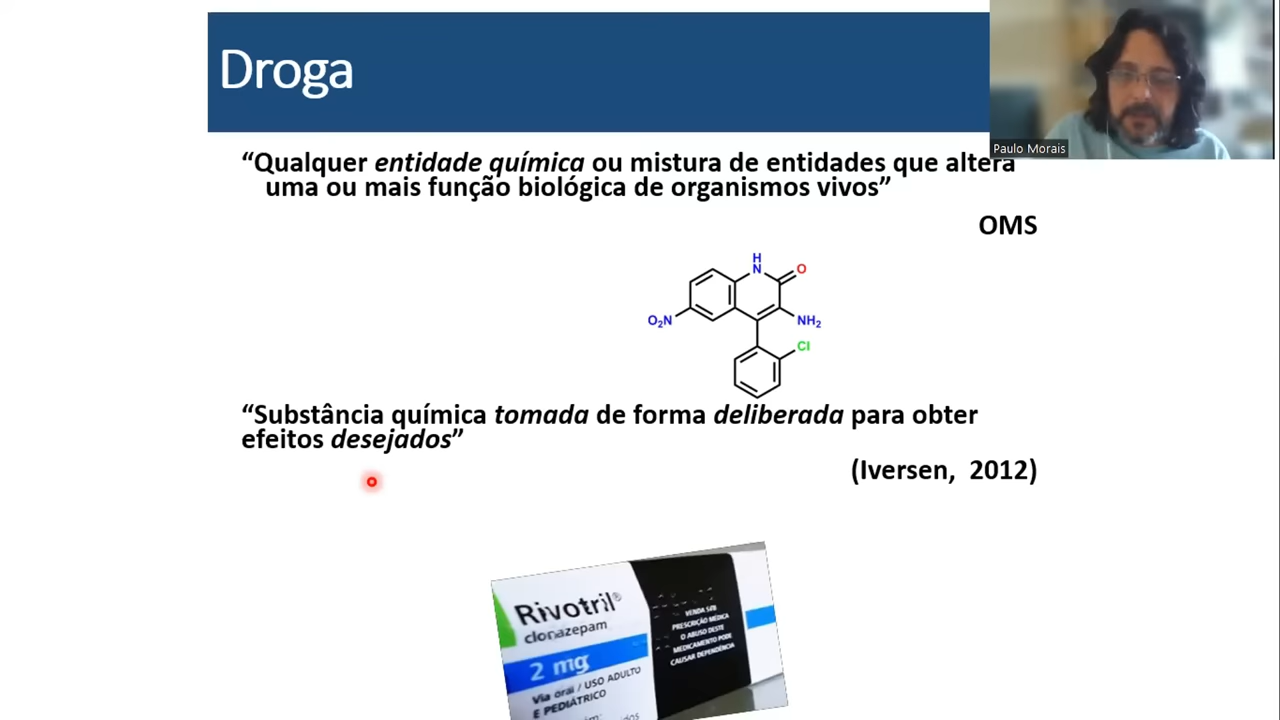 Droga
Paulo Morais
“Qualquer entidade química ou mistura de entidades que altera
uma ou mais função biológica de organismos vivos”
OMS
H
N
O
O₂N
NH₂
Cl
“Substância química tomada de forma deliberada para obter
efeitos desejados”
(Iversen, 2012)
Rivotril®
clonazepam
2 mg
Via oral / USO ADULTO
E PEDIÁTRICO
VENDA SOB
PRESCRIÇÃO MÉDICA
O ABUSO DESTE
MEDICAMENTO PODE
CAUSAR DEPENDÊNCIA